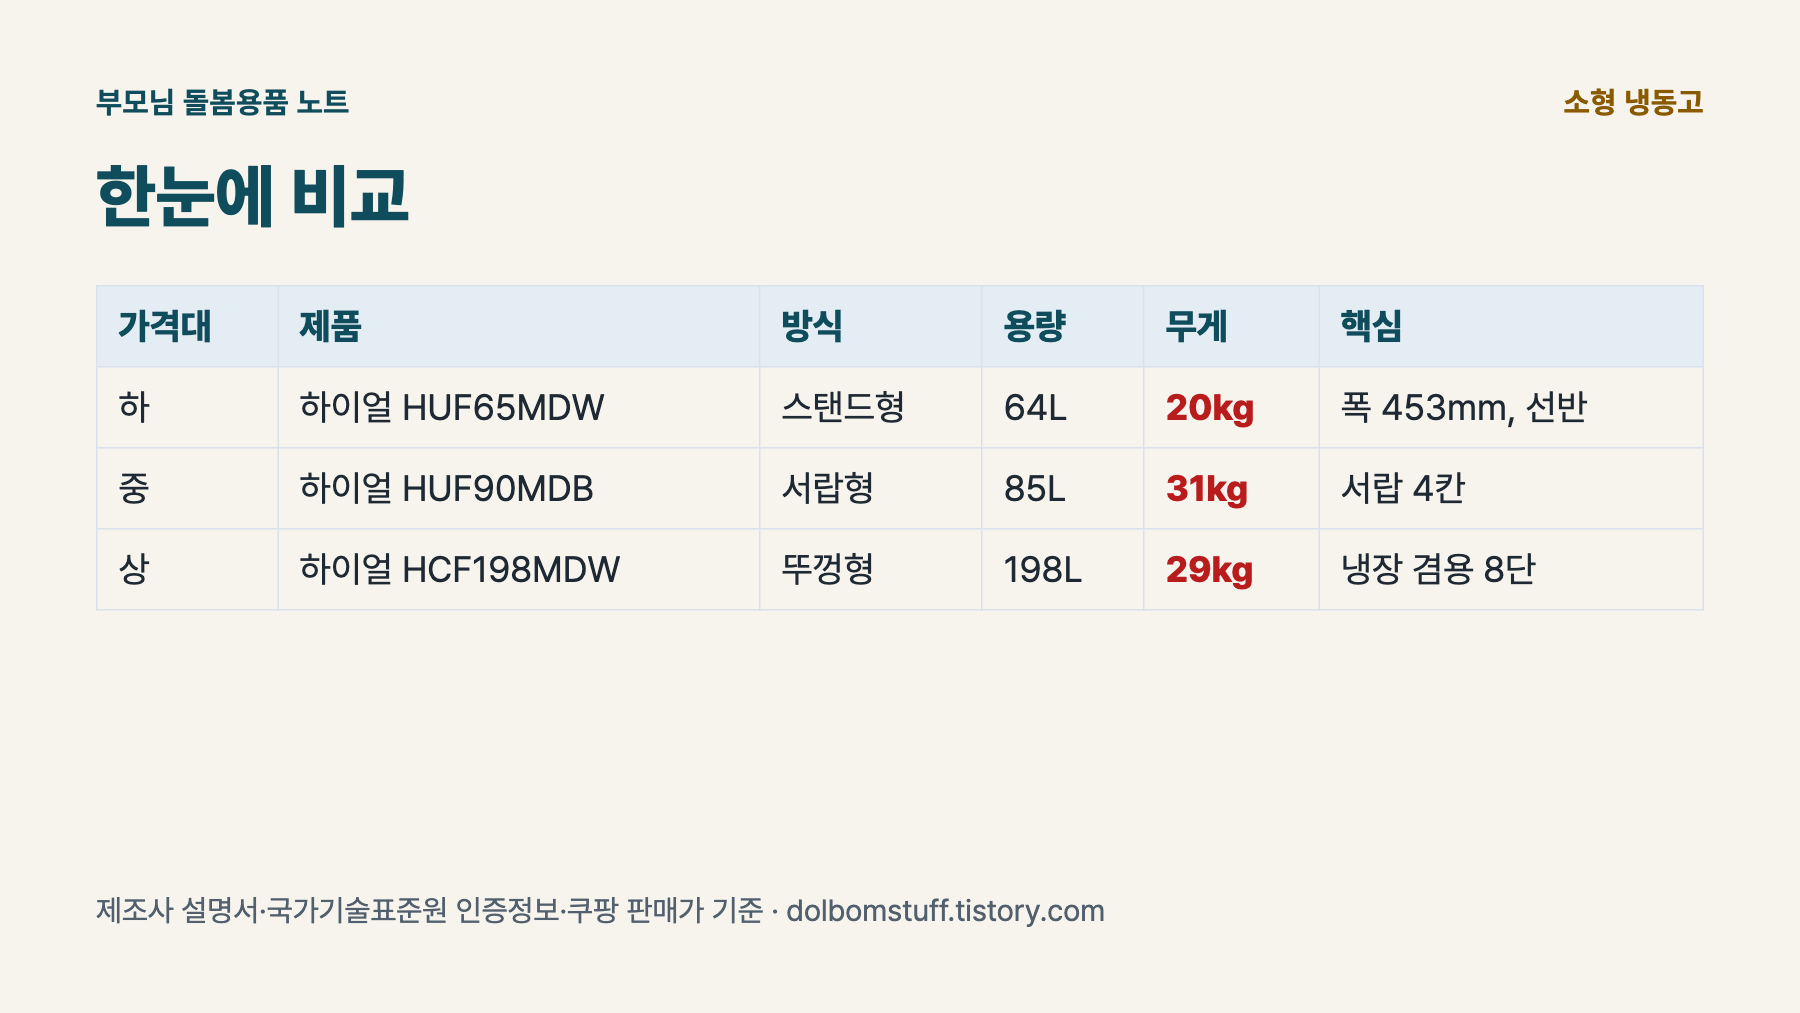 부모님 돌봄용품 노트
소형 냉동고
한눈에 비교
가격대 제품 방식 용량 무게 핵심
하 하이얼 HUF65MDW 스탠드형 64L 20kg 폭 453mm, 선반
중 하이얼 HUF90MDB 서랍형 85L 31kg 서랍 4칸
상 하이얼 HCF198MDW 뚜껑형 198L 29kg 냉장 겸용 8단
제조사 설명서·국가기술표준원 인증정보·쿠팡 판매가 기준 · dolbomstuff.tistory.com